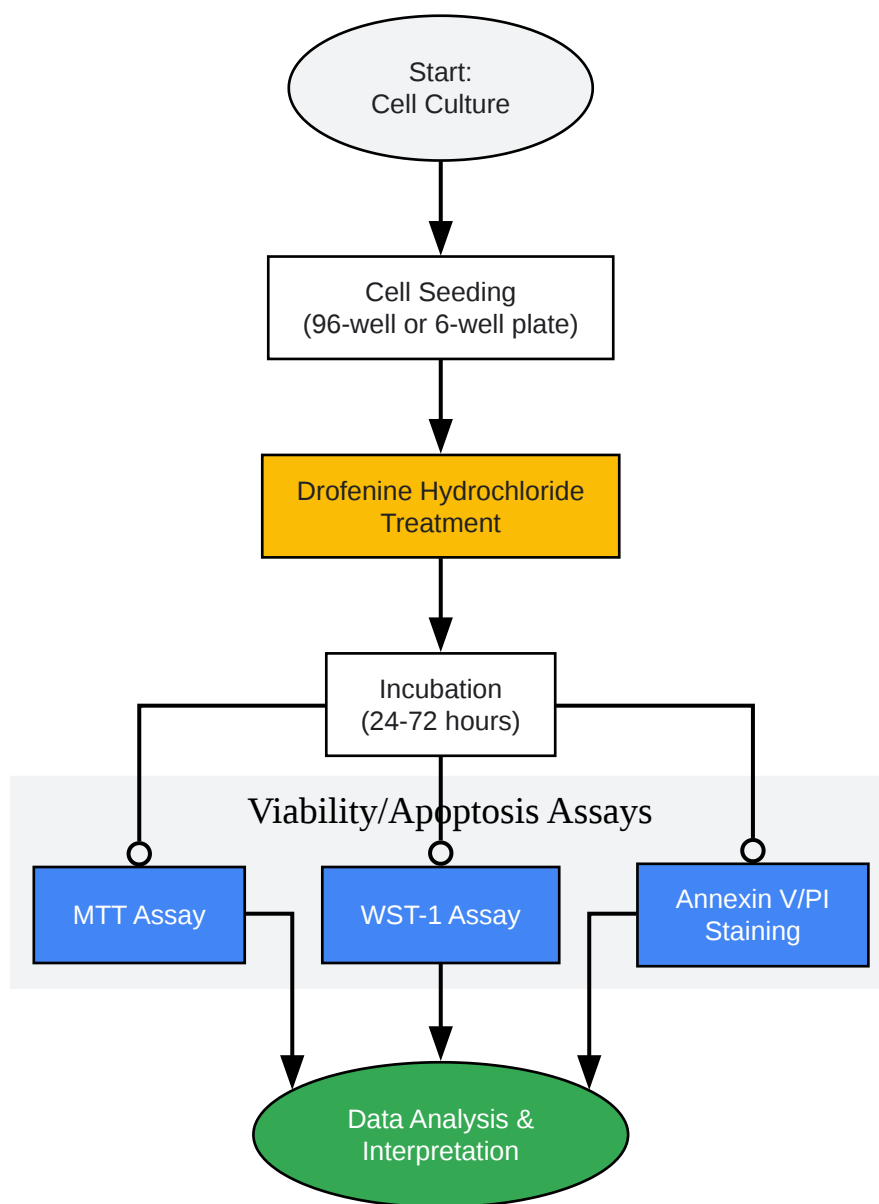 Start:
Cell Culture
Cell Seeding
(96-well or 6-well plate)
Drofenine Hydrochloride
Treatment
Incubation
(24-72 hours)
Viability/Apoptosis Assays
MTT Assay
WST-1 Assay
Annexin V/PI
Staining
Data Analysis &
Interpretation